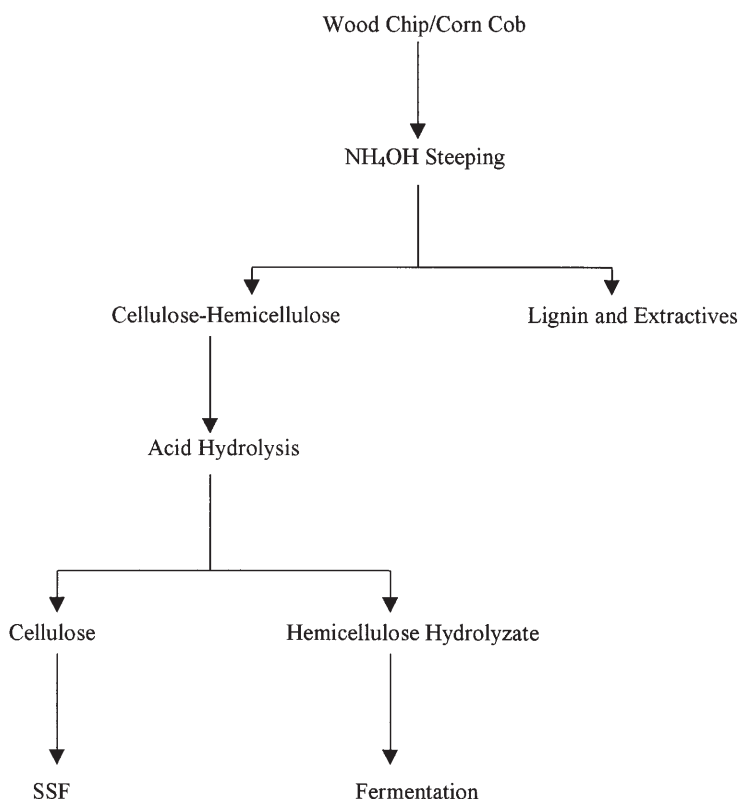 Wood Chip/Corn Cob
NH₄OH Steeping
Cellulose-Hemicellulose
Lignin and Extractives
Acid Hydrolysis
Cellulose
Hemicellulose Hydrolyzate
SSF
Fermentation